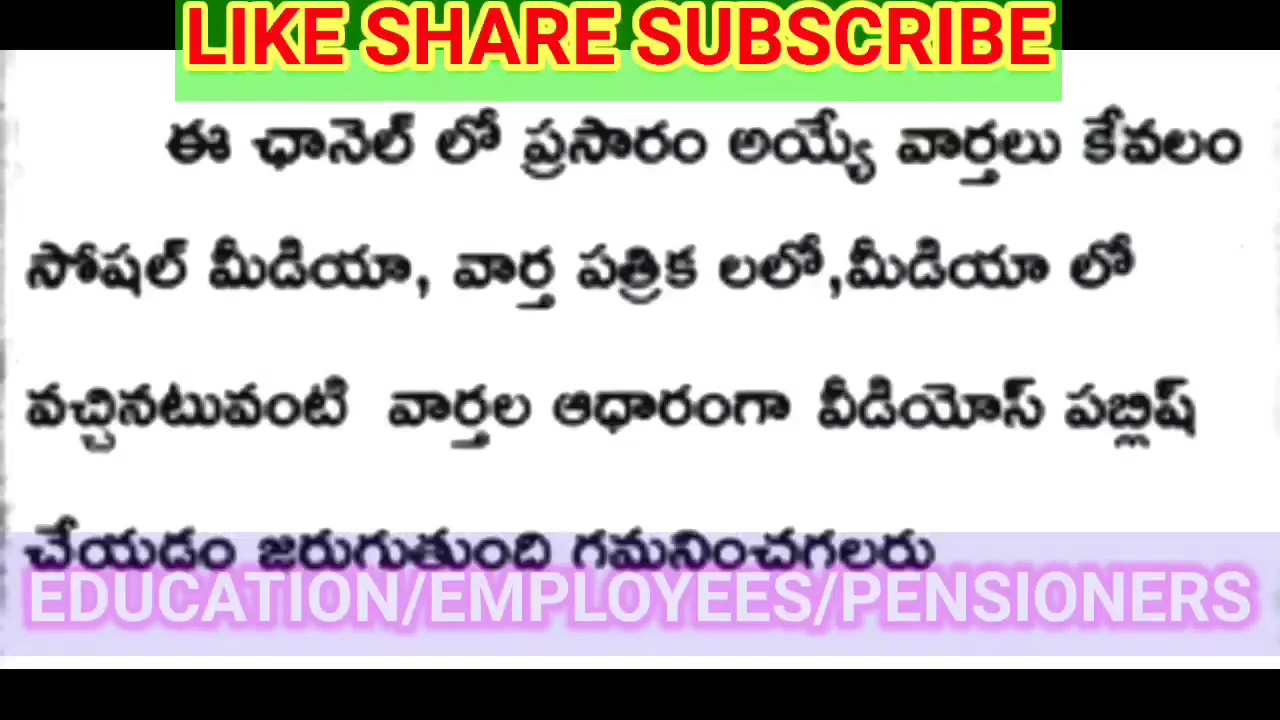 LIKE SHARE SUBSCRIBE
ఈ ఛానెల్ లో ప్రసారం అయ్యే వార్తలు కేవలం
సోషల్ మీడియా, వార్త పత్రిక లలో,మీడియా లో
వచ్చినటువంటి వార్తల ఆధారంగా వీడియోస్ పబ్లిష్
చేయడం జరుగుతుంది గమనించగలరు
EDUCATION/EMPLOYEES/PENSIONERS